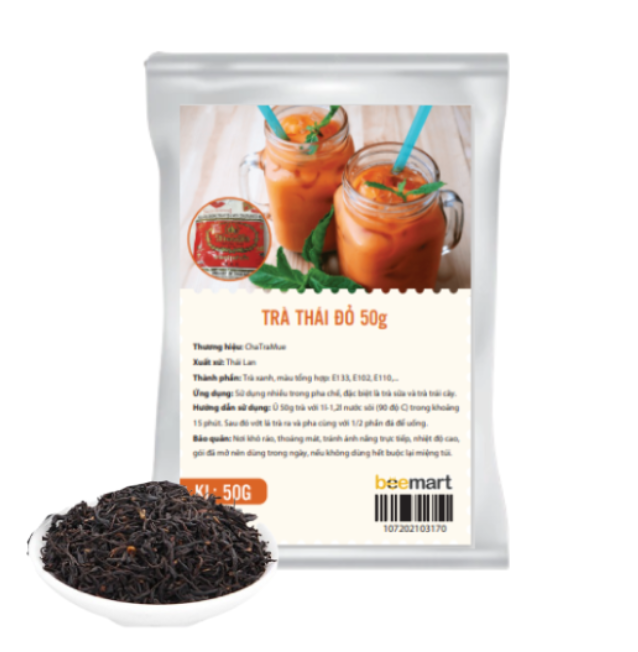 TRÀ THÁI ĐỎ 50g
Thương hiệu: ChaTraMue
Xuất xứ: Thái Lan
Thành phần: Trà xanh, màu tổng hợp: E133, E102, E110,...
Ứng dụng: Sử dụng nhiều trong pha chế, đặc biệt là trà sữa và trà trái cây.
Hướng dẫn sử dụng: Ủ 50g trà với 1l-1,2l nước sôi (90 độ C) trong khoảng
15 phút. Sau đó vớt lá trà ra và pha cùng với 1/2 phần đá để uống.
Bảo quản: Nơi khô ráo, thoáng mát, tránh ánh nắng trực tiếp, nhiệt độ cao,
gói đã mở nên dùng trong ngày, nếu không dùng hết buộc lại miệng túi.
KL: 50G
beemart
107202103170